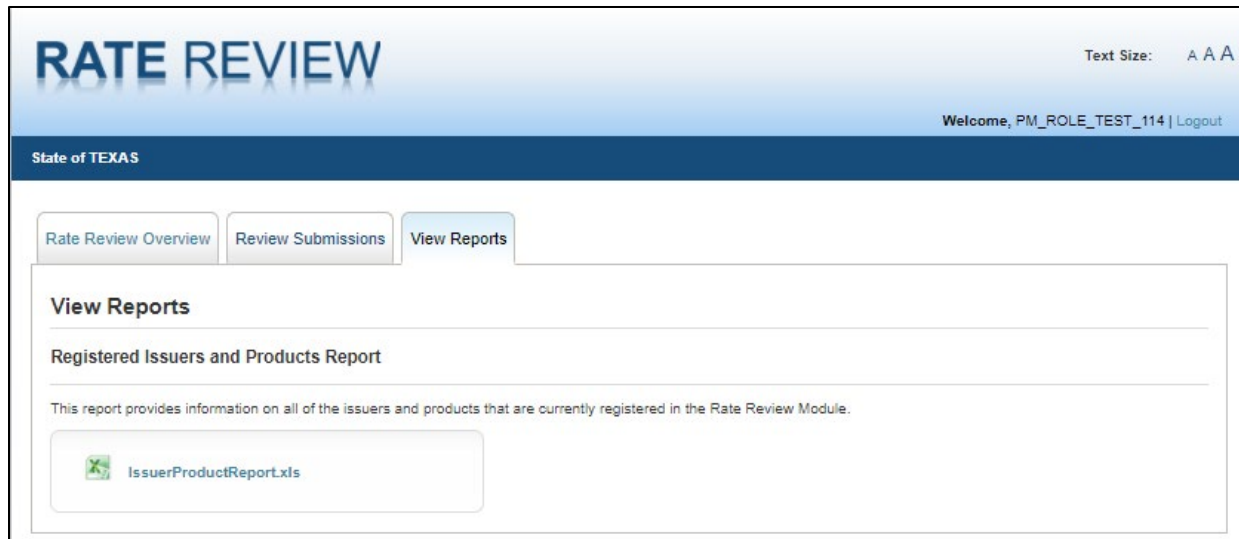 RATE REVIEW
Text Size: A A A
Welcome, PM_ROLE_TEST_114 | Logout
State of TEXAS
Rate Review Overview Review Submissions View Reports
View Reports
Registered Issuers and Products Report
This report provides information on all of the issuers and products that are currently registered in the Rate Review Module.
IssuerProductReport.xls